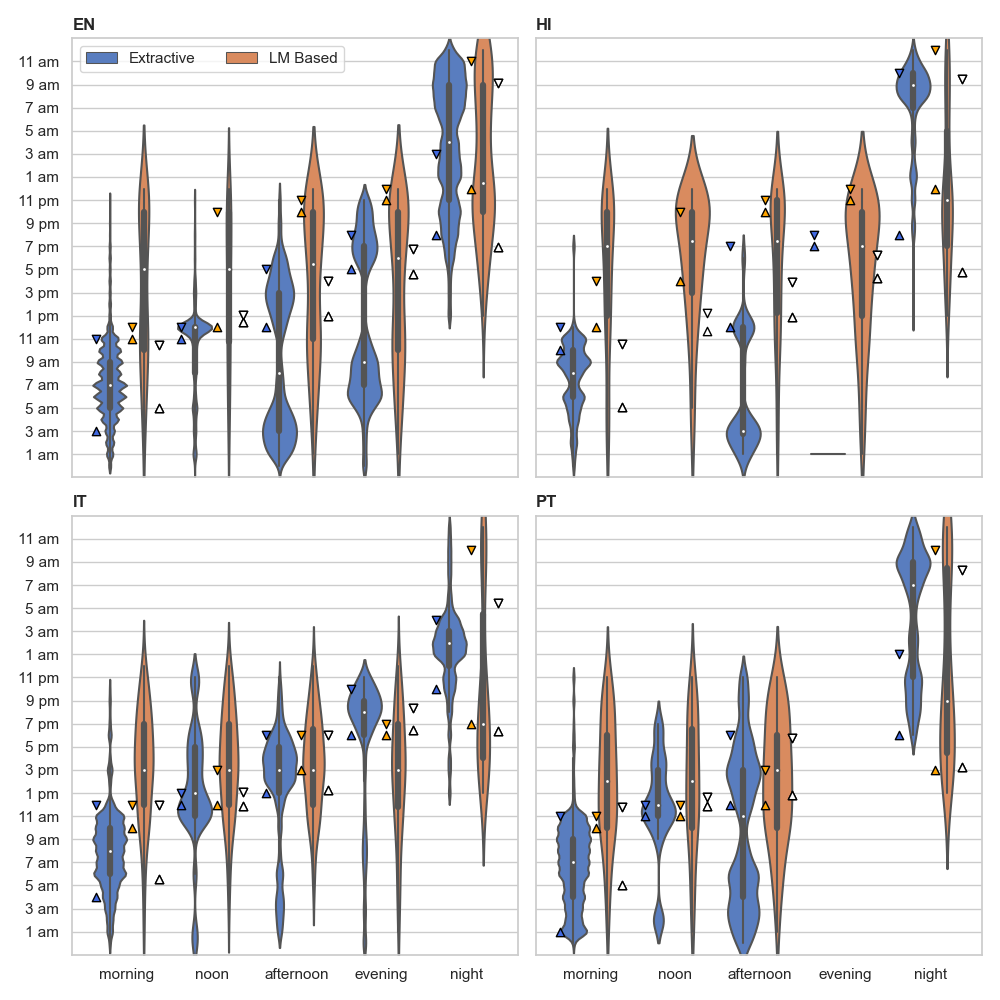 EN
HI
Extractive
LM Based
11 am
9 am
7 am
5 am
3 am
1 am
11 pm
9 pm
7 pm
5 pm
3 pm
1 pm
11 am
9 am
7 am
5 am
3 am
1 am
IT
PT
11 am
9 am
7 am
5 am
3 am
1 am
11 pm
9 pm
7 pm
5 pm
3 pm
1 pm
11 am
9 am
7 am
5 am
3 am
1 am
morning noon afternoon evening night
morning noon afternoon evening night